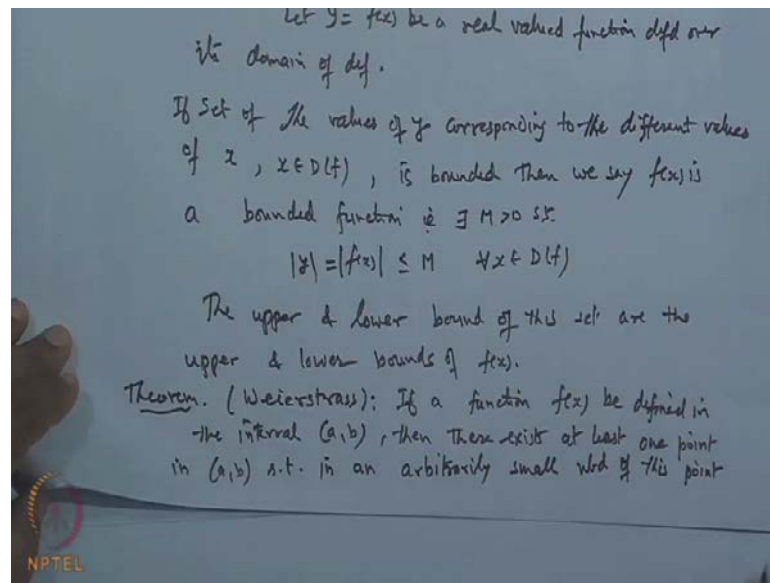 Let y = f(x) be a real valued function defd over
its domain of def.
If Set of the values of y corresponding to the different values
of x, x ∈ D(f), is bounded then we say f(x) is
a bounded function ie ∃ M>0 s.t.
|y| = |f(x)| ≤ M ∀x ∈ D(f)
The upper & lower bound of this set are the
upper & lower bounds of f(x).
Theorem. (Weierstrass): If a function f(x) be defined in
the interval (a,b), then there exists at least one point
in (a,b) s.t. in an arbitrarily small nbd of this point
NPTEL